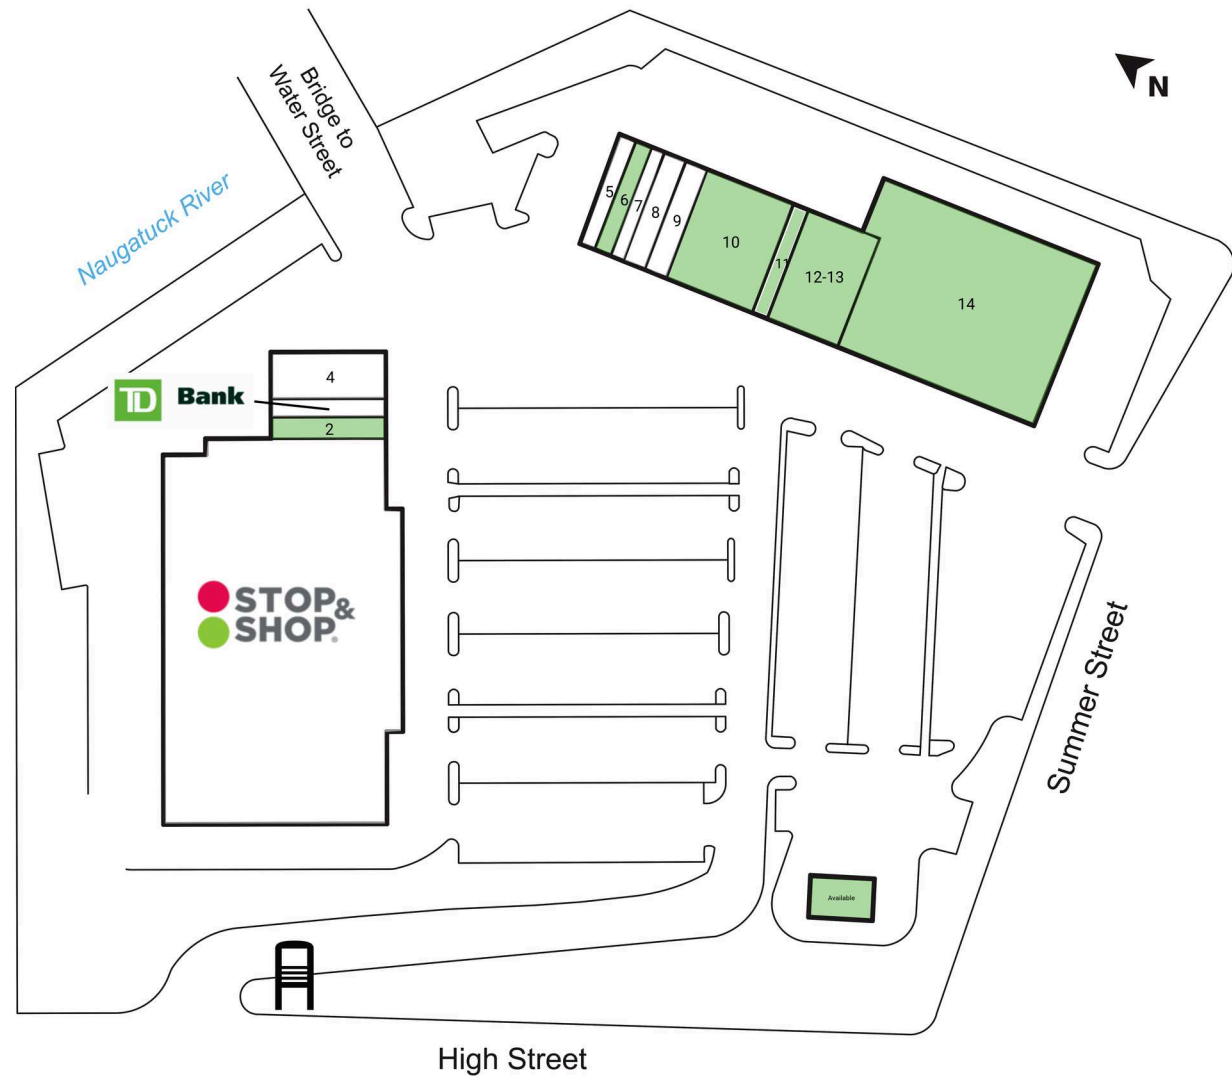 Bridge to
Water Street
N
Naugatuck River
5
6
7
8
9
10
11
12-13
14
4
TD Bank
2
STOP&
SHOP®
Summer Street
Available
High Street